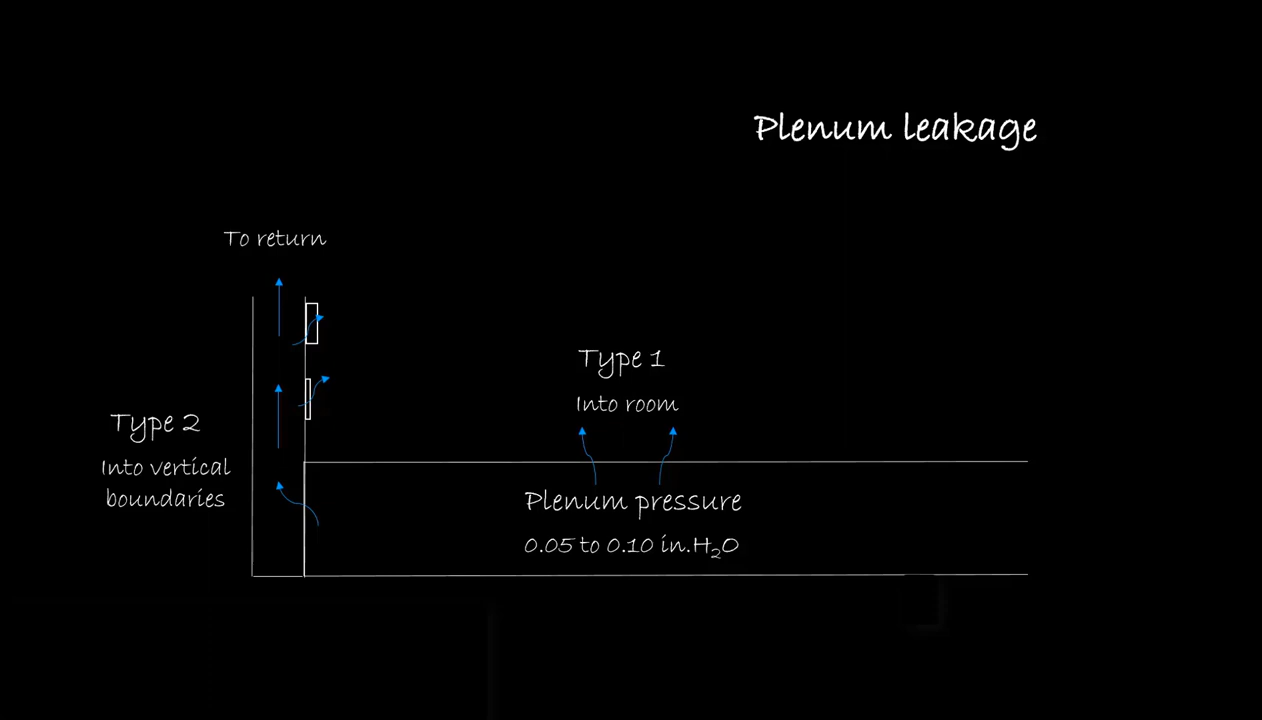 Plenum leakage
To return
Type 1
Into room
Type 2
Into vertical
boundaries
Plenum pressure
0.05 to 0.10 in.H₂O